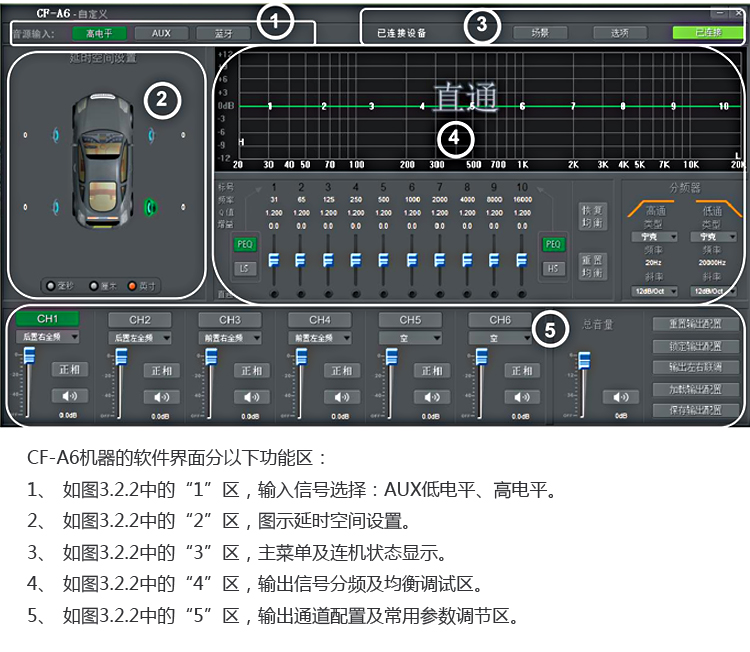 CF-A6 - 自定义
音源输入: 高电平 AUX 蓝牙 1 已连接设备 3 场景 选项 已连接
延时空间设置
2
0 0
0 0
毫秒 厘米 英寸
+12
+6
+3
0dB
-3
-6
-9
-12
直通
1 2 3 4 5 6 7 8 9 10
4
H L
20 30 40 50 70 100 200 300 500 700 1K 2K 3K 4K 5K 7K 10K 20K
标号 1 2 3 4 5 6 7 8 9 10
频率 31 65 125 250 500 1000 2000 4000 8000 16000
Q值 1.200 1.200 1.200 1.200 1.200 1.200 1.200 1.200 1.200 1.200
增益 0.0 0.0 0.0 0.0 0.0 0.0 0.0 0.0 0.0 0.0
PEQ PEQ
LS HS
直通
恢复均衡
重置均衡
分频器
高通 低通
类型 类型
宁克 宁克
频率 频率
20Hz 20000Hz
斜率 斜率
12dB/Oct 12dB/Oct
CH1 CH2 CH3 CH4 CH5 CH6 5 总音量
后置右全频 后置左全频 前置右全频 前置左全频 空 空
正相 正相 正相 正相 正相 正相
0.0dB 0.0dB 0.0dB 0.0dB 0.0dB 0.0dB 0dB
重置输出配置
锁定输出配置
输出左右联调
加载输出配置
保存输出配置
CF-A6机器的软件界面分以下功能区：
1、 如图3.2.2中的“1”区，输入信号选择：AUX低电平、高电平。
2、 如图3.2.2中的“2”区，图示延时空间设置。
3、 如图3.2.2中的“3”区，主菜单及连机状态显示。
4、 如图3.2.2中的“4”区，输出信号分频及均衡调试区。
5、 如图3.2.2中的“5”区，输出通道配置及常用参数调节区。